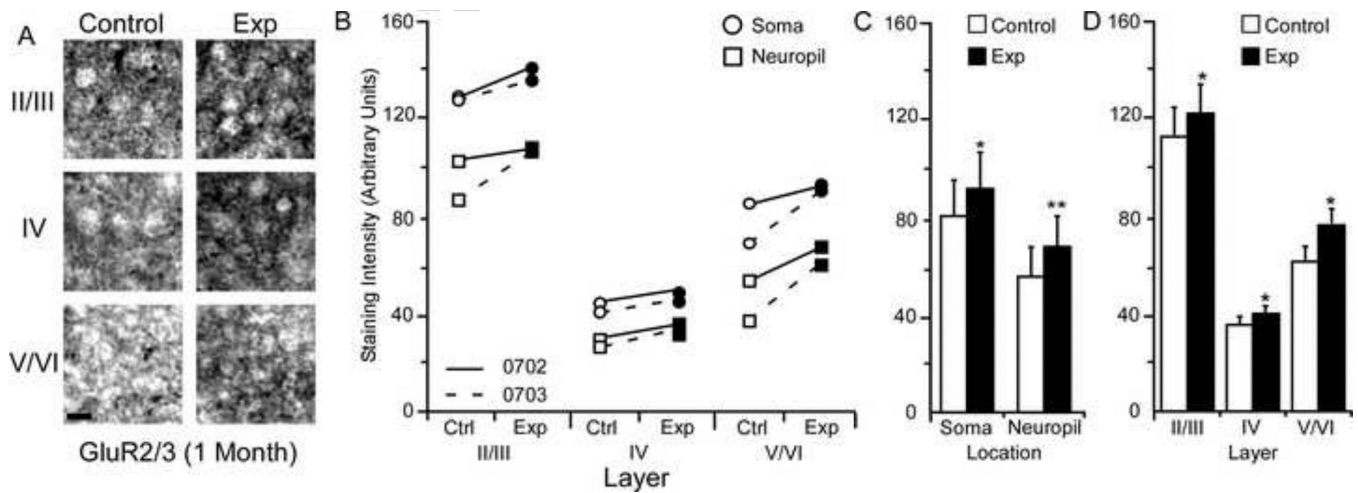 A
Control
Exp
II/III
IV
V/VI
GluR2/3 (1 Month)
B
Staining Intensity (Arbitrary Units)
160
120
80
40
0
Soma
Neuropil
0702
0703
Ctrl Exp Ctrl Exp Ctrl Exp
II/III IV V/VI
Layer
C
160
120
80
40
0
Control
Exp
*
**
Soma Neuropil
Location
D
160
120
80
40
0
Control
Exp
*
*
*
II/III IV V/VI
Layer